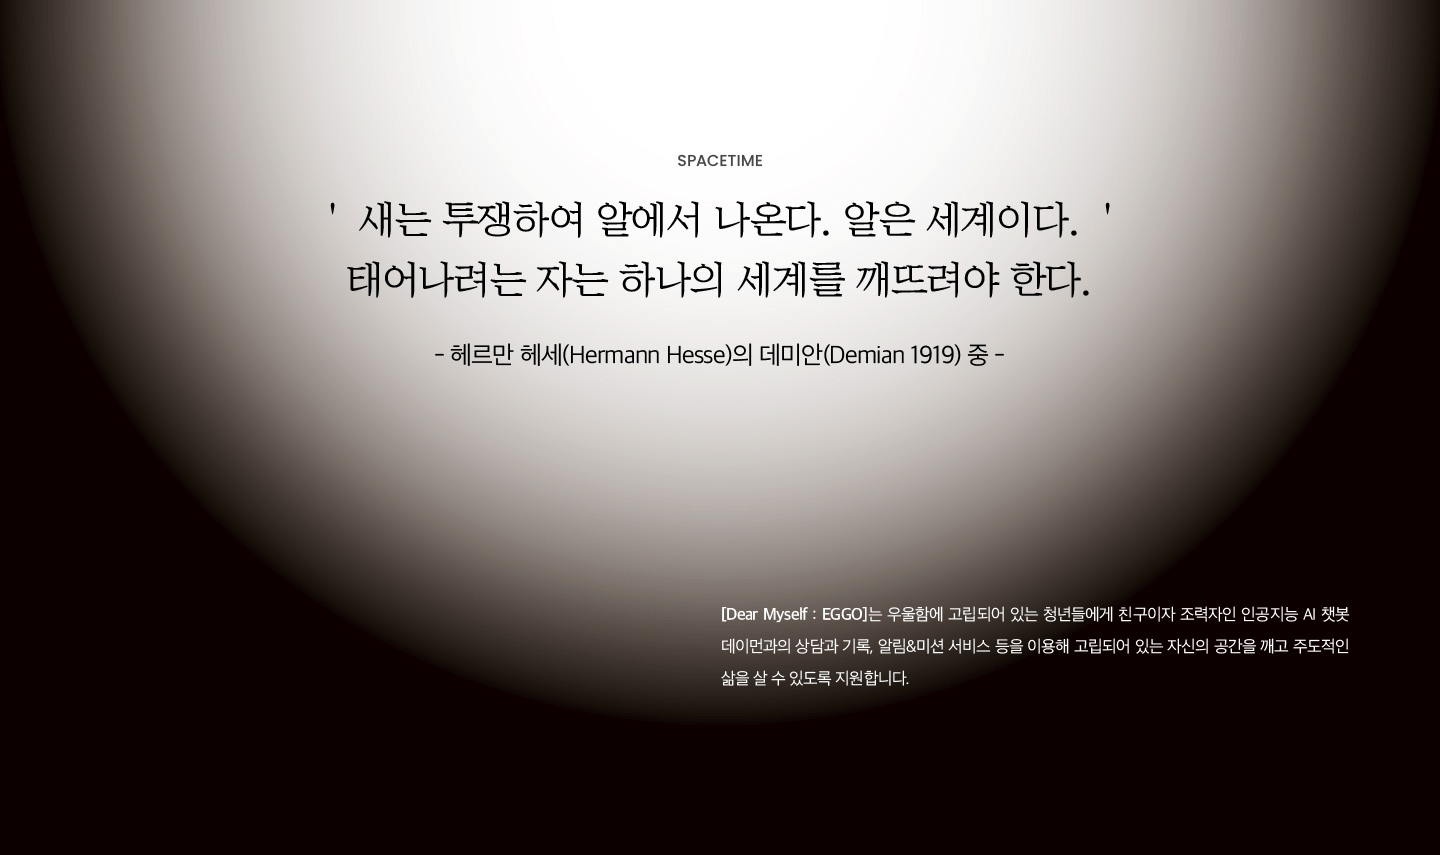 SPACETIME
' 새는 투쟁하여 알에서 나온다. 알은 세계이다. '
태어나려는 자는 하나의 세계를 깨뜨려야 한다.
- 헤르만 헤세(Hermann Hesse)의 데미안(Demian 1919) 중 -
[Dear Myself : EGGO]는 우울함에 고립되어 있는 청년들에게 친구이자 조력자인 인공지능 AI 챗봇
데이먼과의 상담과 기록, 알림&미션 서비스 등을 이용해 고립되어 있는 자신의 공간을 깨고 주도적인
삶을 살 수 있도록 지원합니다.